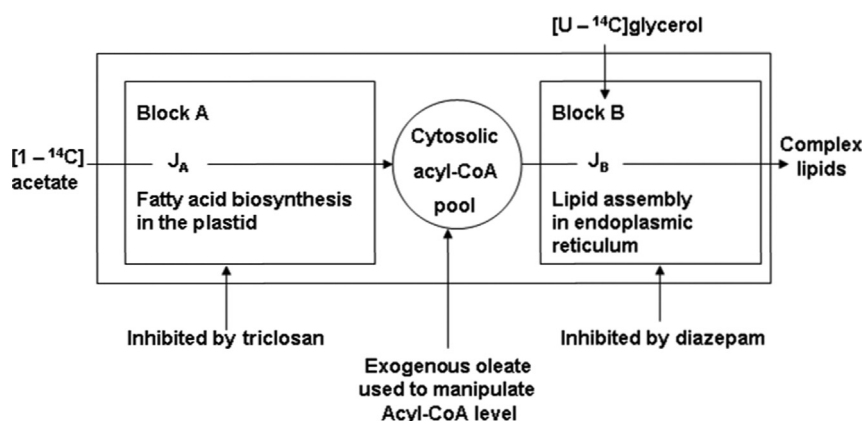 [U – ¹⁴C]glycerol
Block A
Block B
Cytosolic
acyl-CoA
pool
[1 – ¹⁴C]
acetate
J_A
J_B
Complex
lipids
Fatty acid biosynthesis
in the plastid
Lipid assembly
in endoplasmic
reticulum
Inhibited by triclosan
Inhibited by diazepam
Exogenous oleate
used to manipulate
Acyl-CoA level